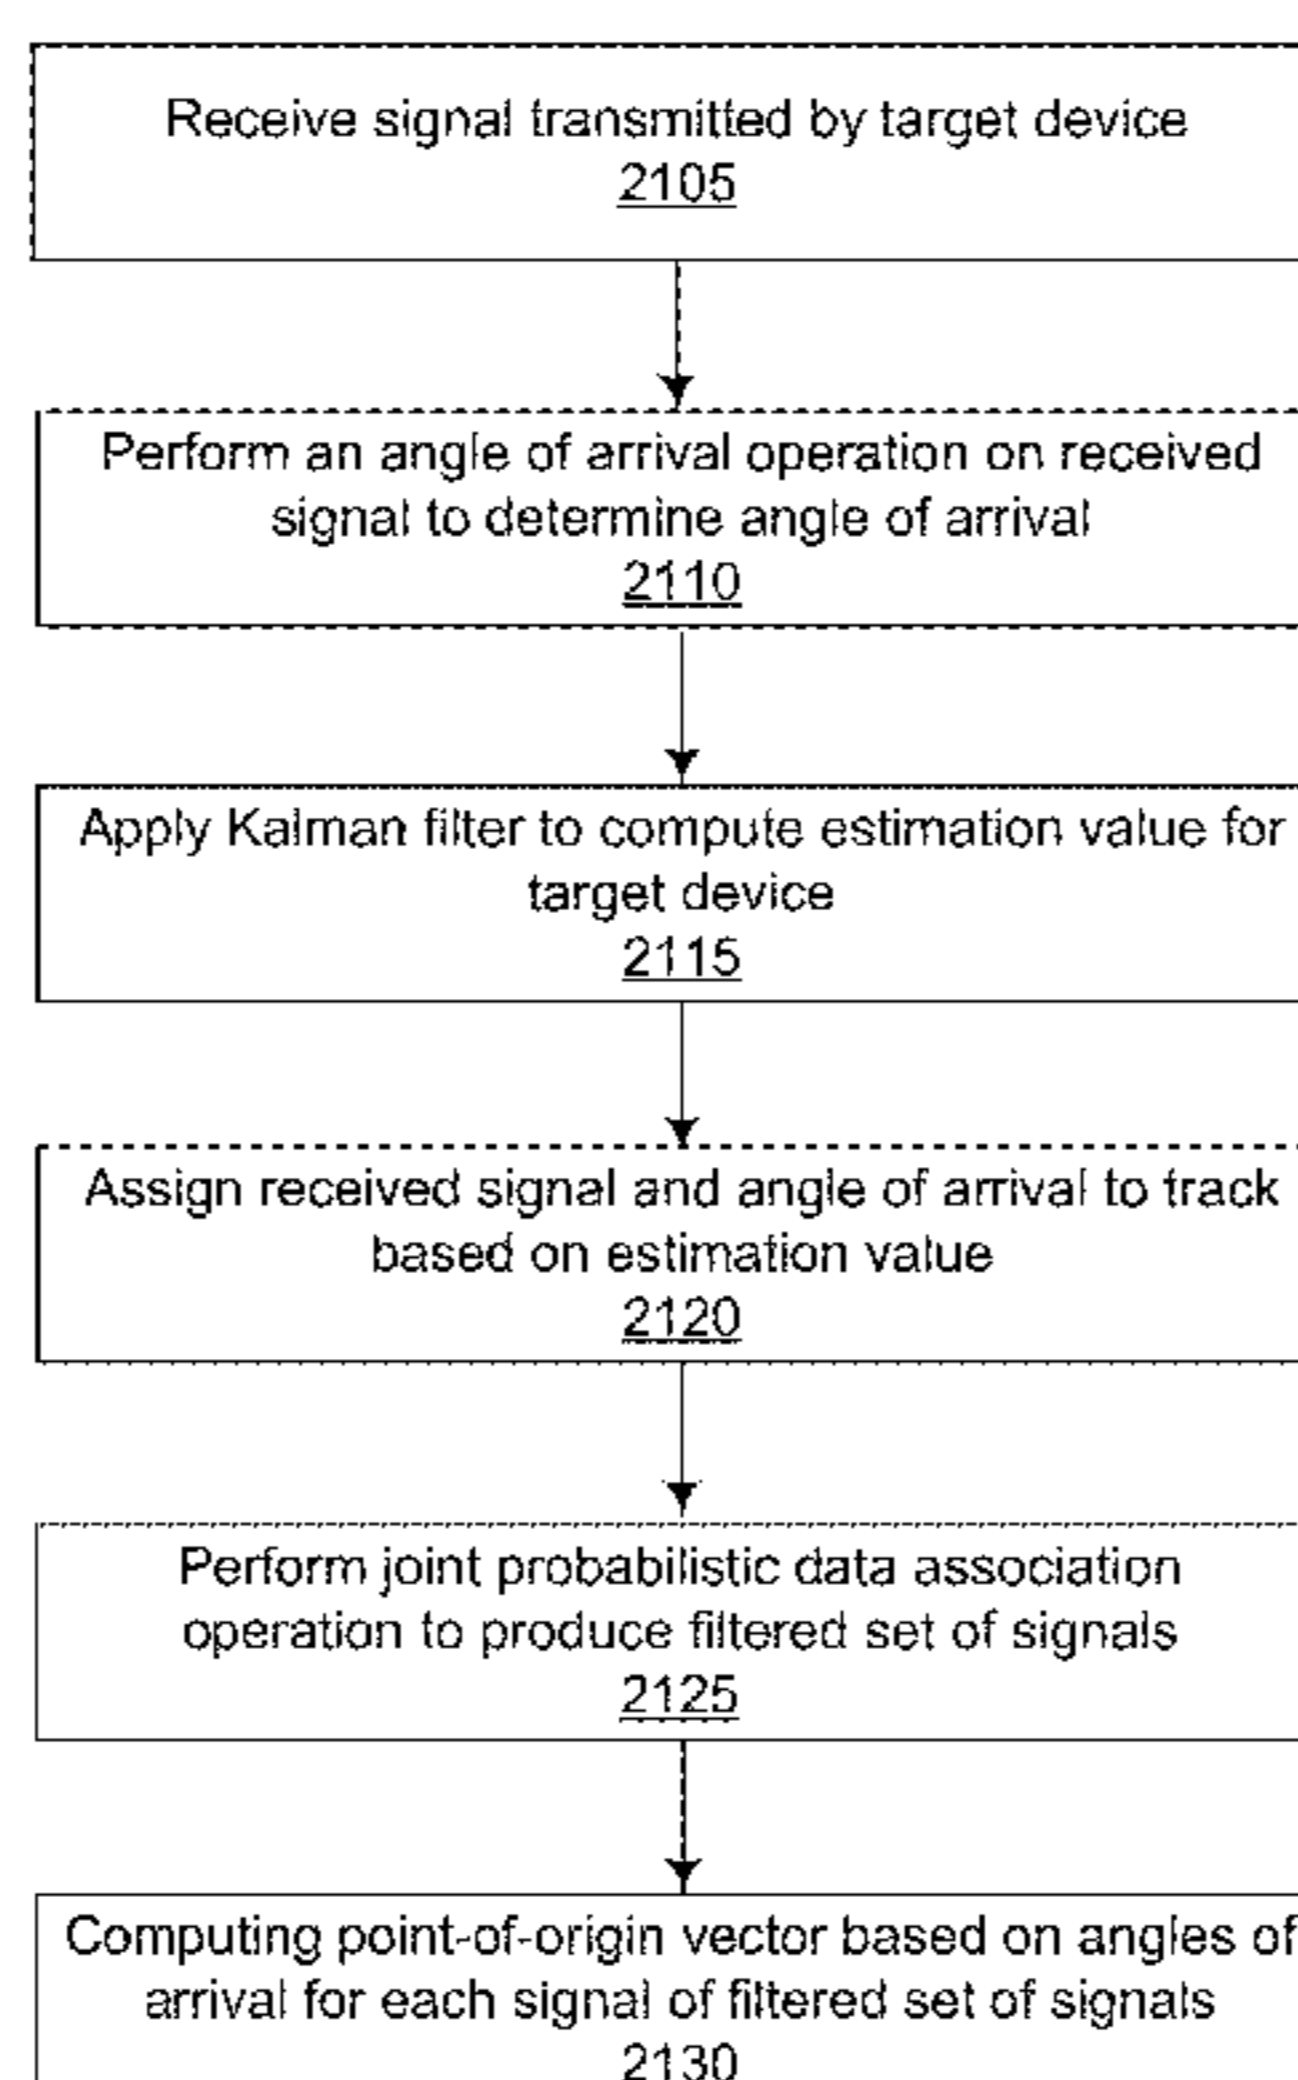 Receive signal transmitted by target device
2105
Perform an angle of arrival operation on received
signal to determine angle of arrival
2110
Apply Kalman filter to compute estimation value for
target device
2115
Assign received signal and angle of arrival to track
based on estimation value
2120
Perform joint probabilistic data association
operation to produce filtered set of signals
2125
Computing point-of-origin vector based on angles of
arrival for each signal of filtered set of signals
2130